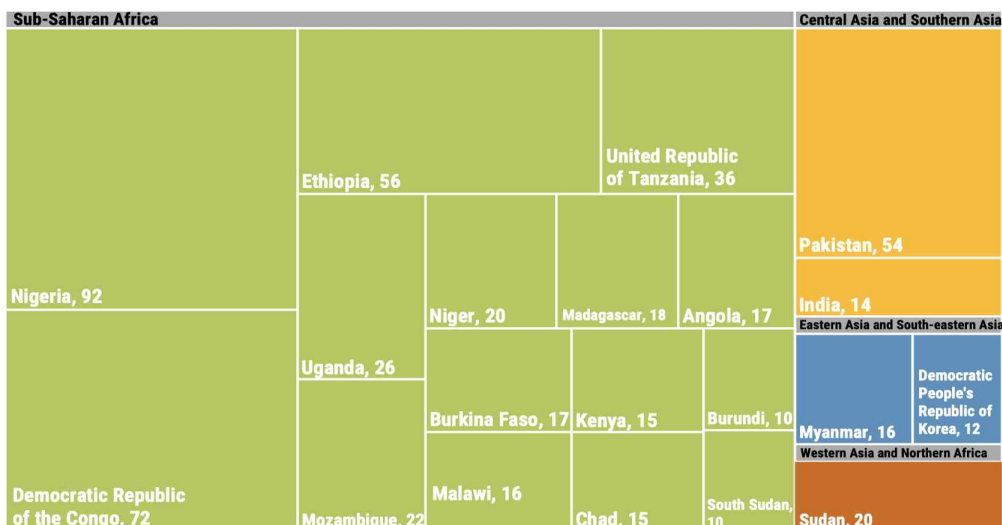 Sub-Saharan Africa
Nigeria, 92
Democratic Republic
of the Congo, 72
Ethiopia, 56
United Republic
of Tanzania, 36
Uganda, 26
Mozambique, 22
Niger, 20
Madagascar, 18
Angola, 17
Burkina Faso, 17
Kenya, 15
Burundi, 10
Malawi, 16
Chad, 15
South Sudan,
10
Central Asia and Southern Asia
Pakistan, 54
India, 14
Eastern Asia and South-eastern Asia
Myanmar, 16
Democratic
People's
Republic of
Korea, 12
Western Asia and Northern Africa
Sudan, 20